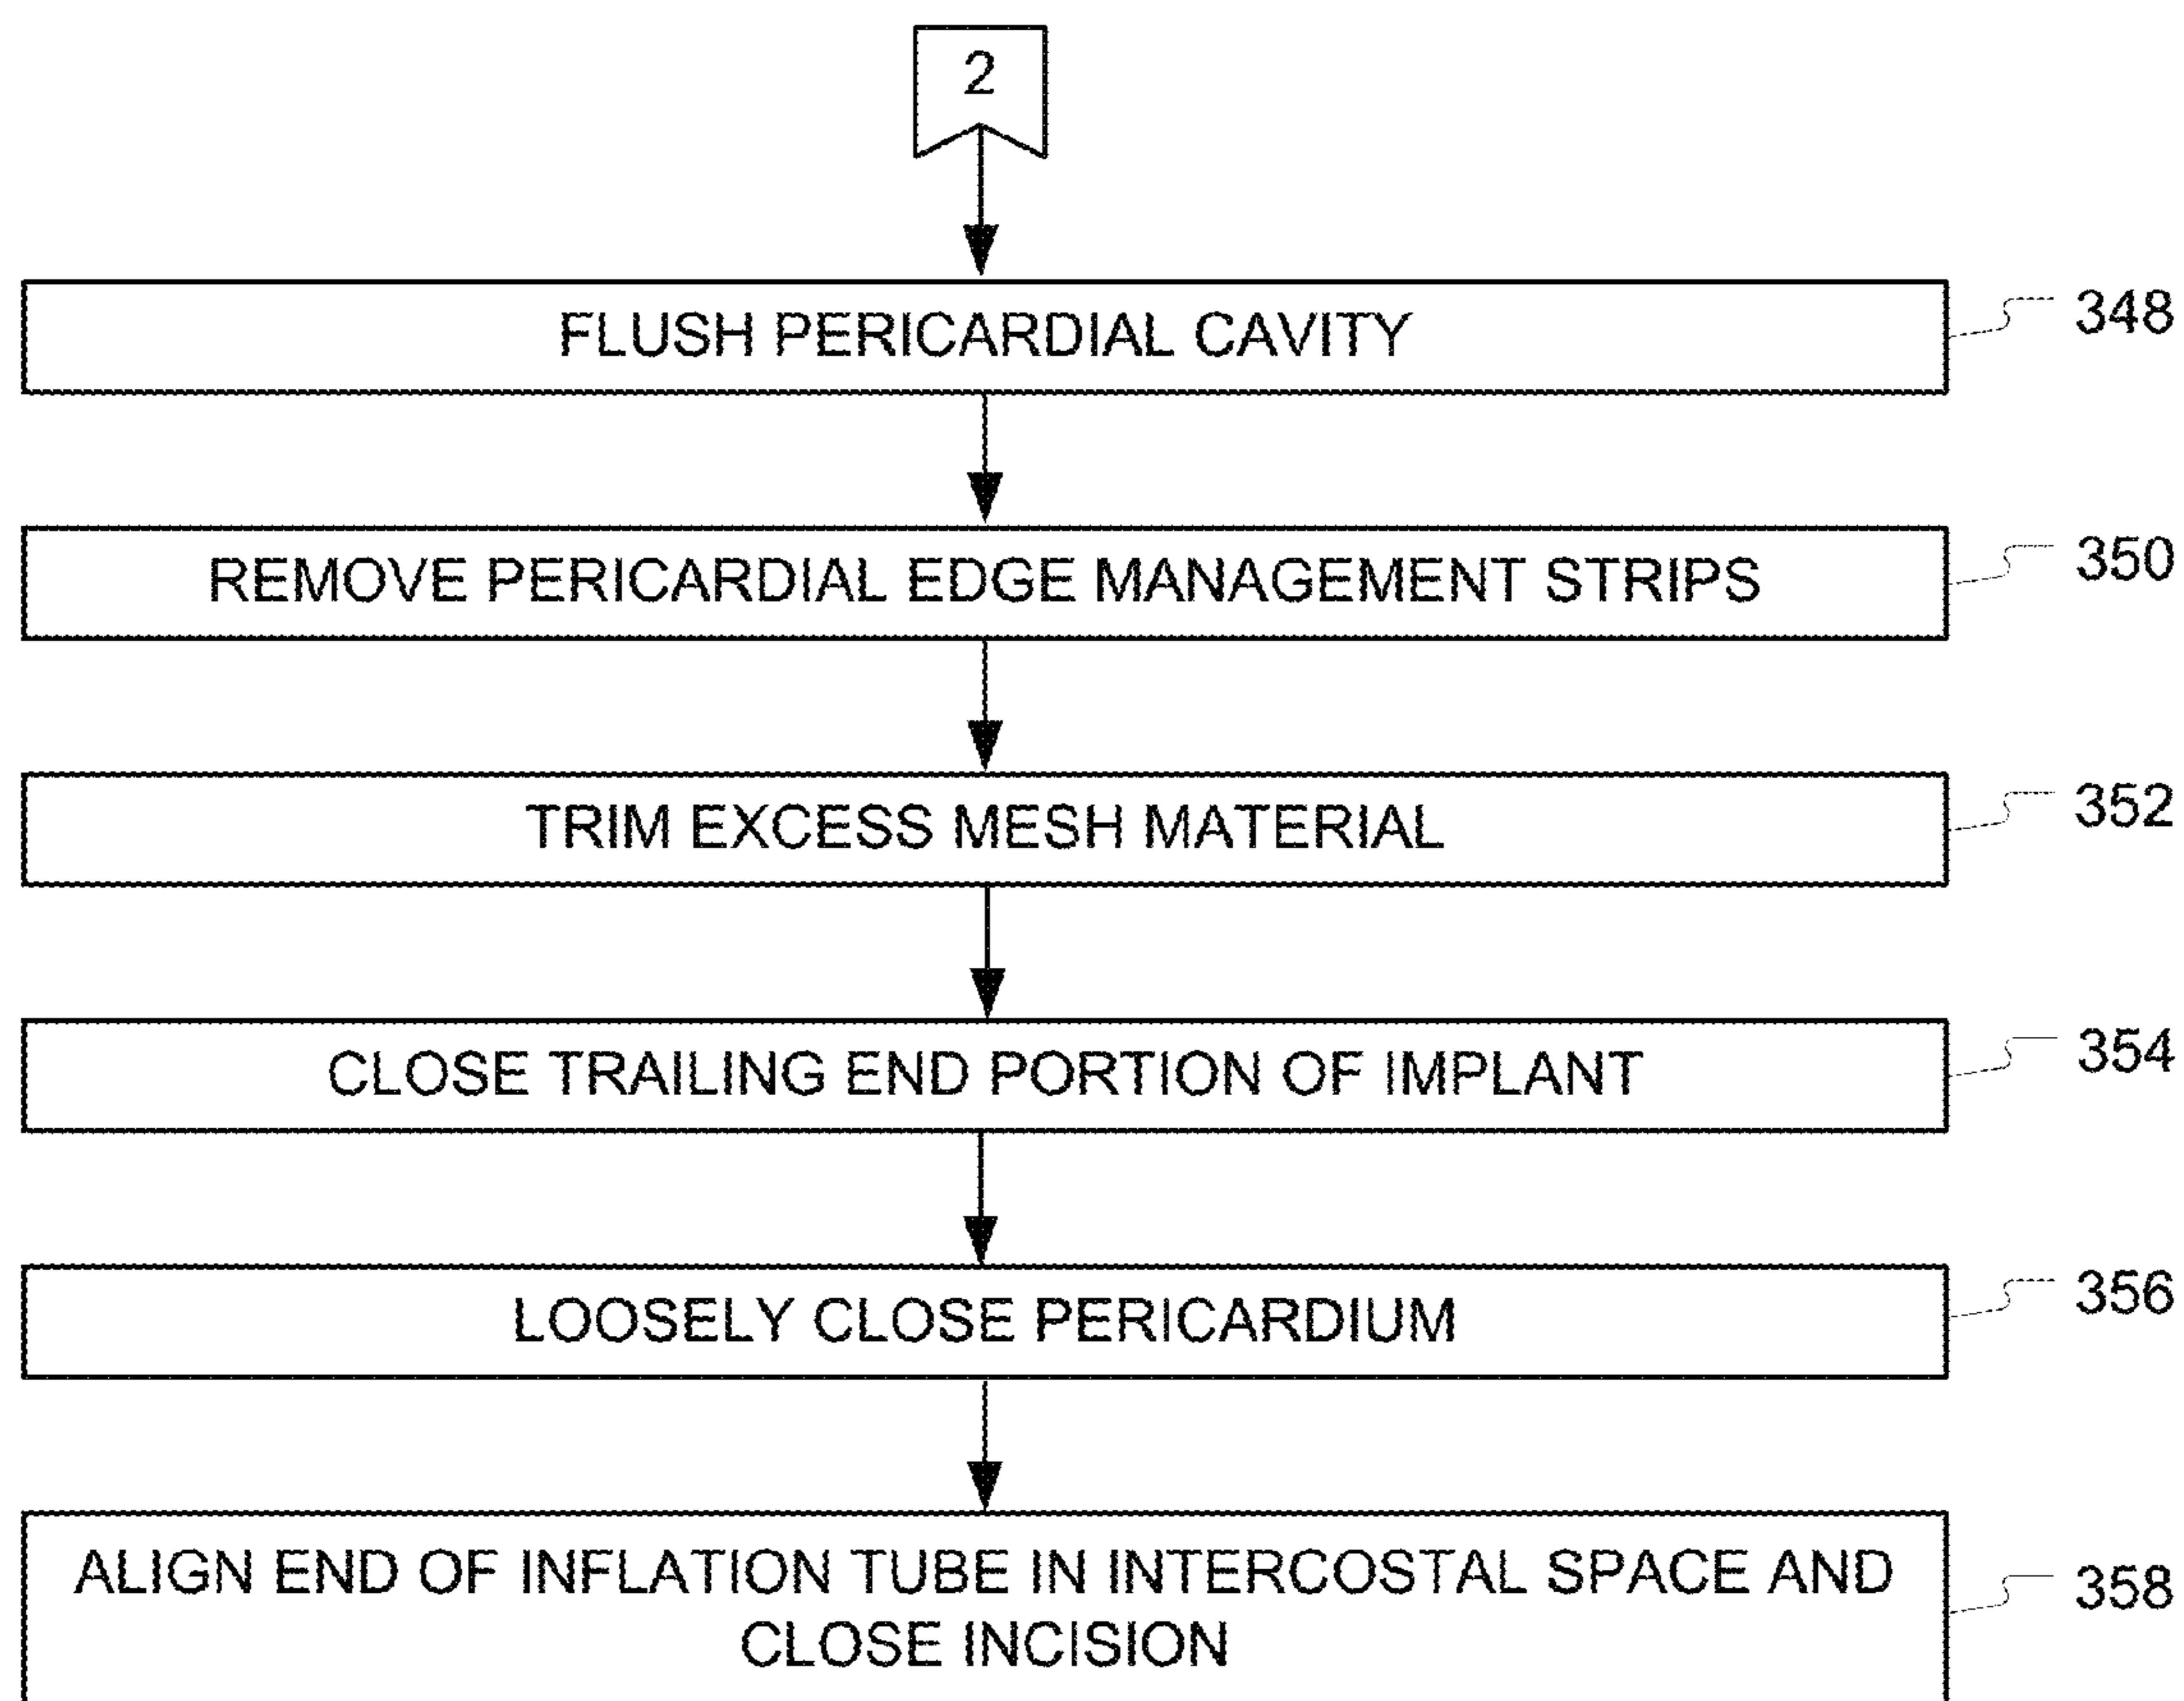 2
FLUSH PERICARDIAL CAVITY
348
REMOVE PERICARDIAL EDGE MANAGEMENT STRIPS
350
TRIM EXCESS MESH MATERIAL
352
CLOSE TRAILING END PORTION OF IMPLANT
354
LOOSELY CLOSE PERICARDIUM
356
ALIGN END OF INFLATION TUBE IN INTERCOSTAL SPACE AND
CLOSE INCISION
358